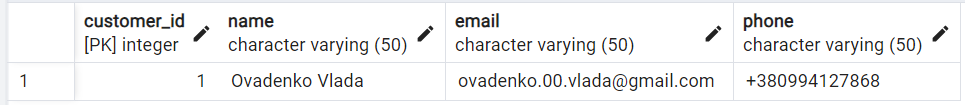 customer_id name email phone
[PK] integer character varying (50) character varying (50) character varying (50)
1 1 Ovadenko Vlada ovadenko.00.vlada@gmail.com +380994127868